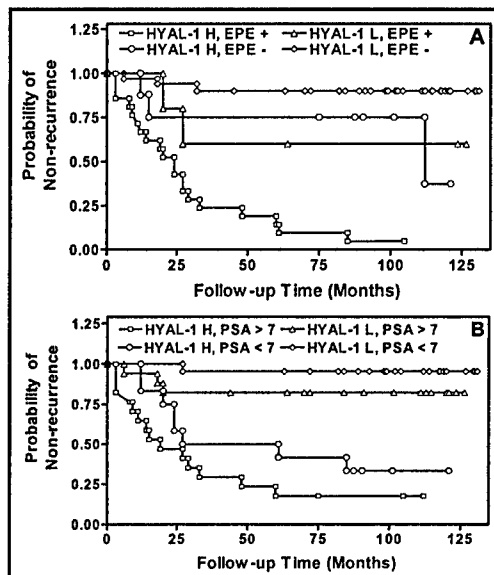 HYAL-1 H, EPE + HYAL-1 L, EPE + A
HYAL-1 H, EPE - HYAL-1 L, EPE -
Probability of
Non-recurrence
1.25
1.00
0.75
0.50
0.25
0.00
0 25 50 75 100 125
Follow-up Time (Months)
HYAL-1 H, PSA > 7 HYAL-1 L, PSA > 7 B
HYAL-1 H, PSA < 7 HYAL-1 L, PSA < 7
Probability of
Non-recurrence
1.25
1.00
0.75
0.50
0.25
0.00
0 25 50 75 100 125
Follow-up Time (Months)